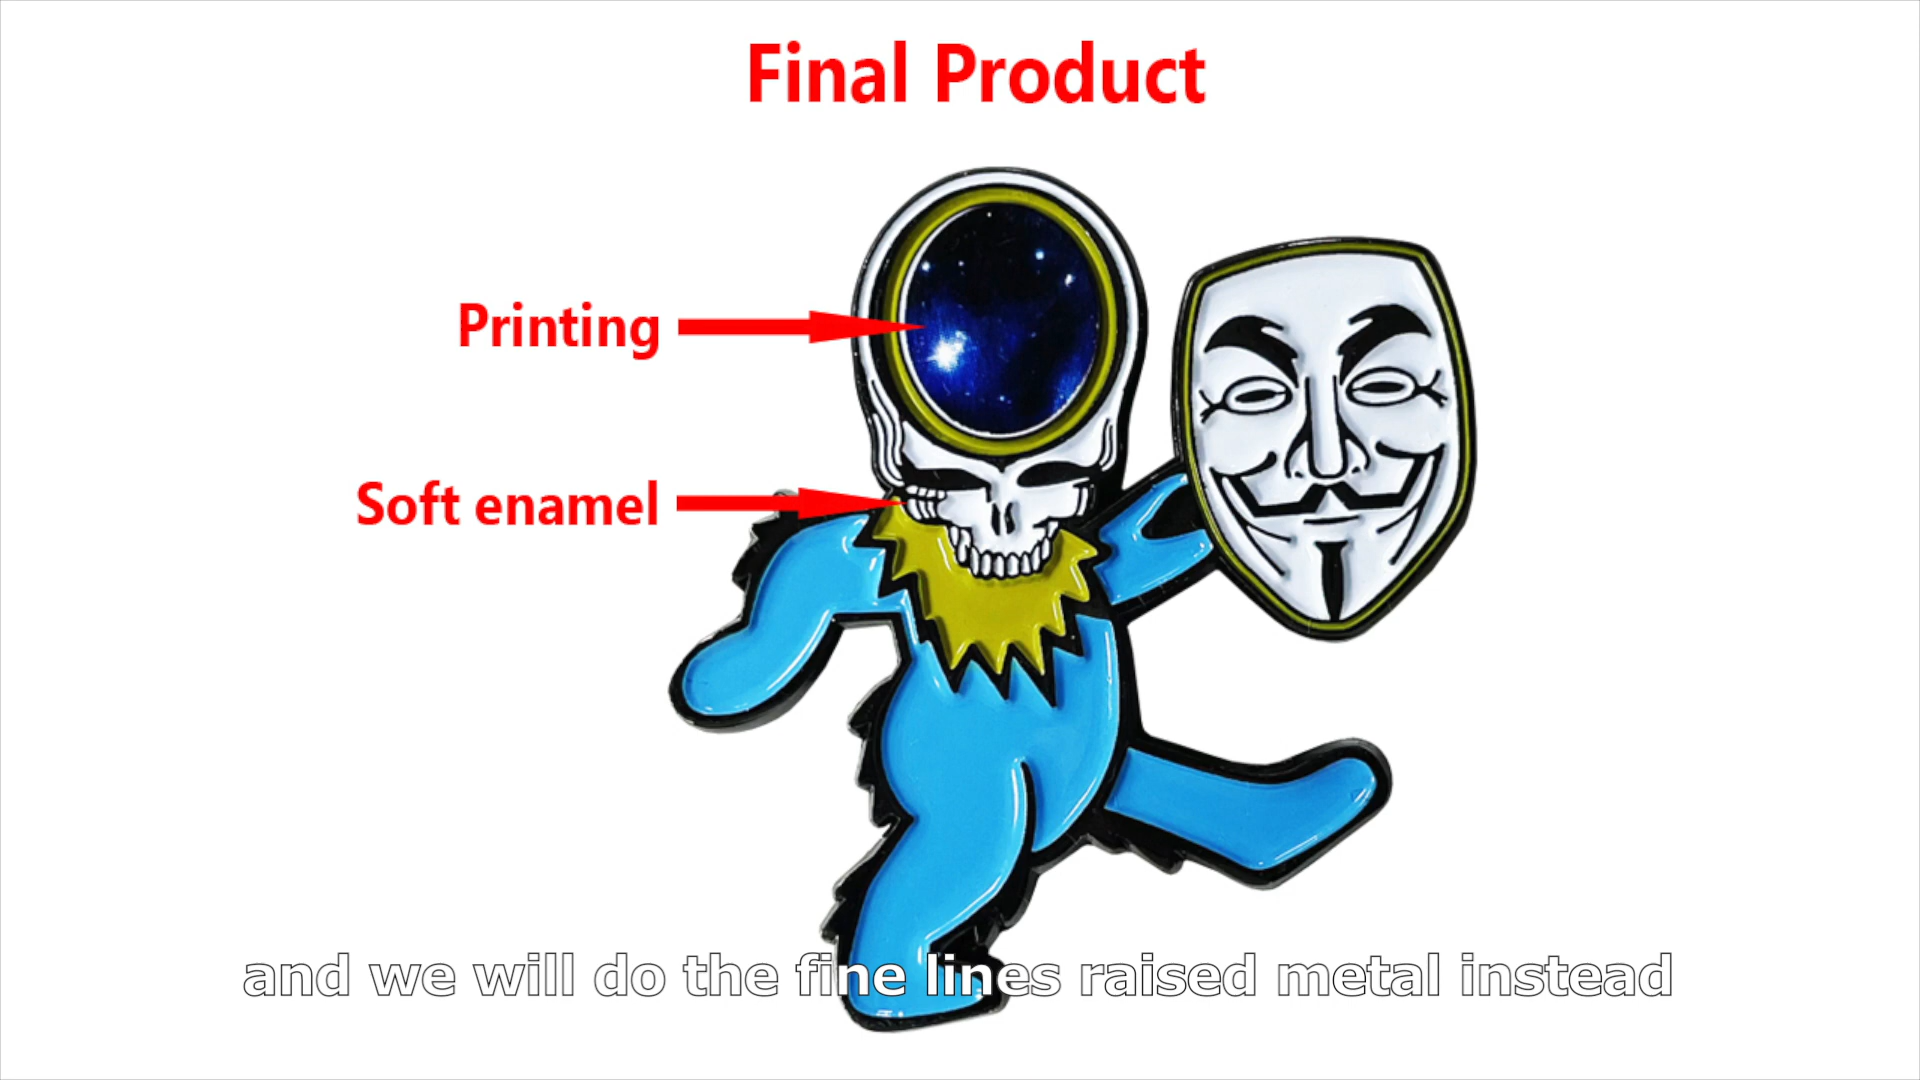 Final Product
Printing
Soft enamel
and we will do the fine lines raised metal instead